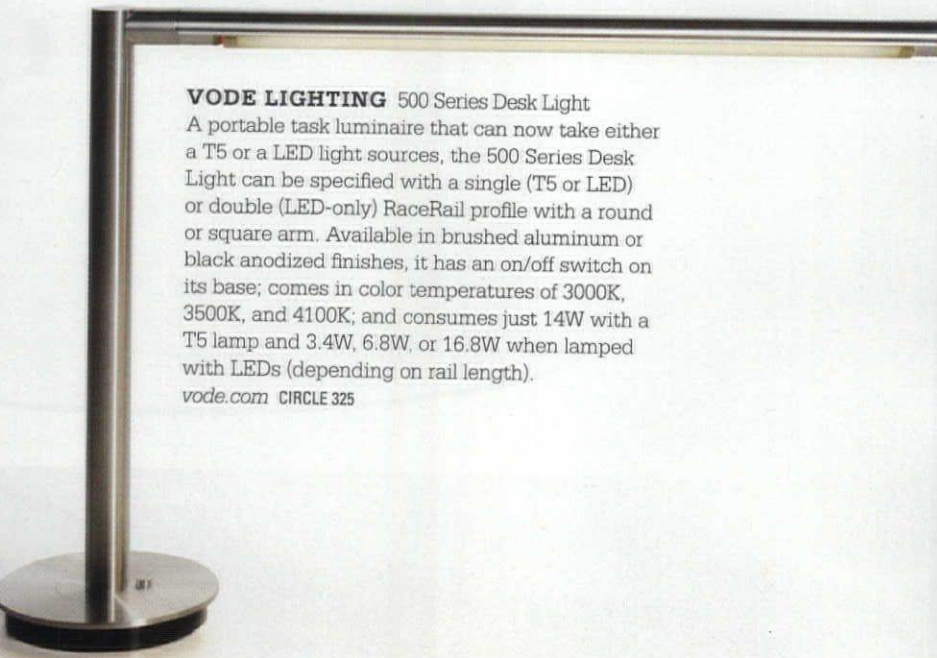 VODE LIGHTING 500 Series Desk Light
A portable task luminaire that can now take either
a T5 or a LED light sources, the 500 Series Desk
Light can be specified with a single (T5 or LED)
or double (LED-only) RaceRail profile with a round
or square arm. Available in brushed aluminum or
black anodized finishes, it has an on/off switch on
its base; comes in color temperatures of 3000K,
3500K, and 4100K; and consumes just 14W with a
T5 lamp and 3.4W, 6.8W, or 16.8W when lamped
with LEDs (depending on rail length).
vode.com CIRCLE 325